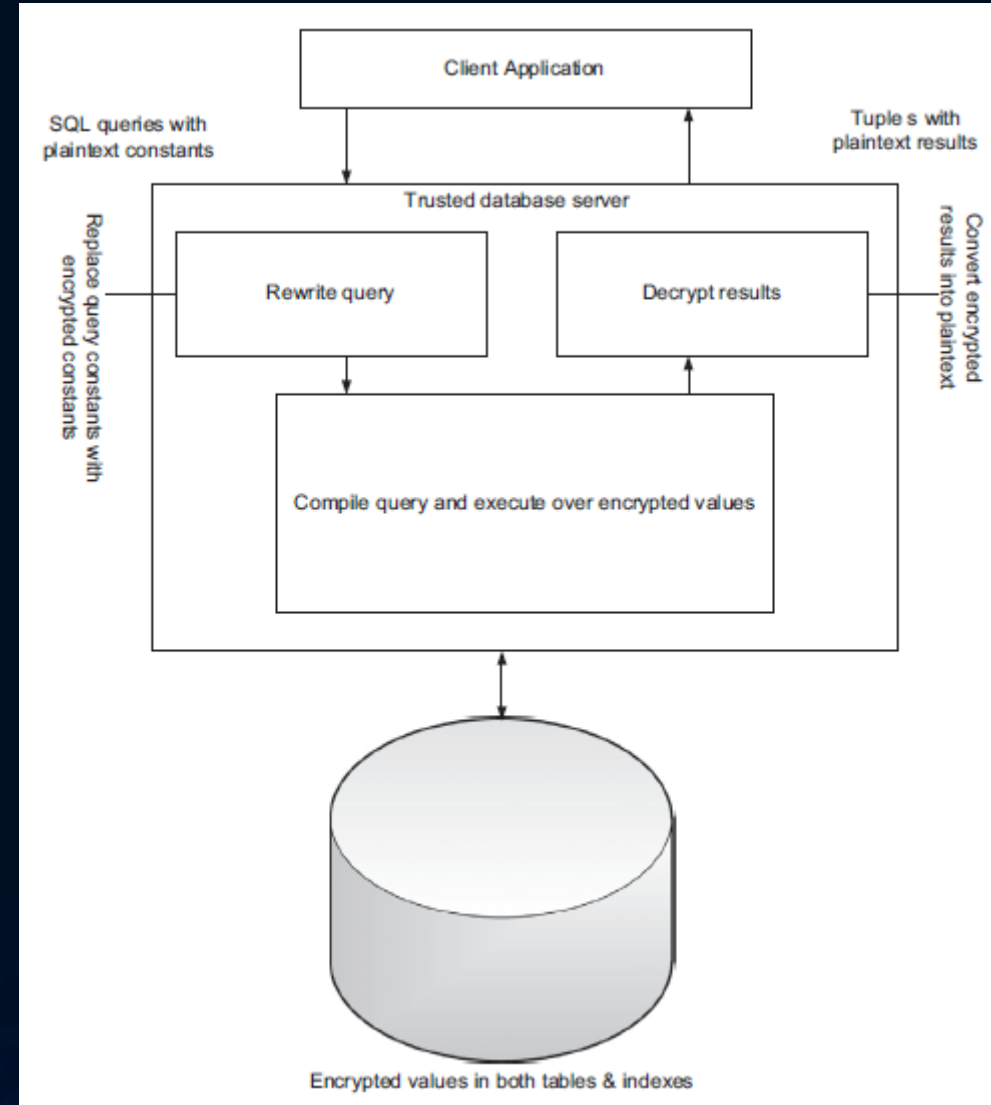 Client Application
SQL queries with
plaintext constants
Tuple s with
plaintext results
Trusted database server
Replace query constants with
encrypted constants
Rewrite query
Decrypt results
Convert encrypted
results into plaintext
Compile query and execute over encrypted values
Encrypted values in both tables & indexes